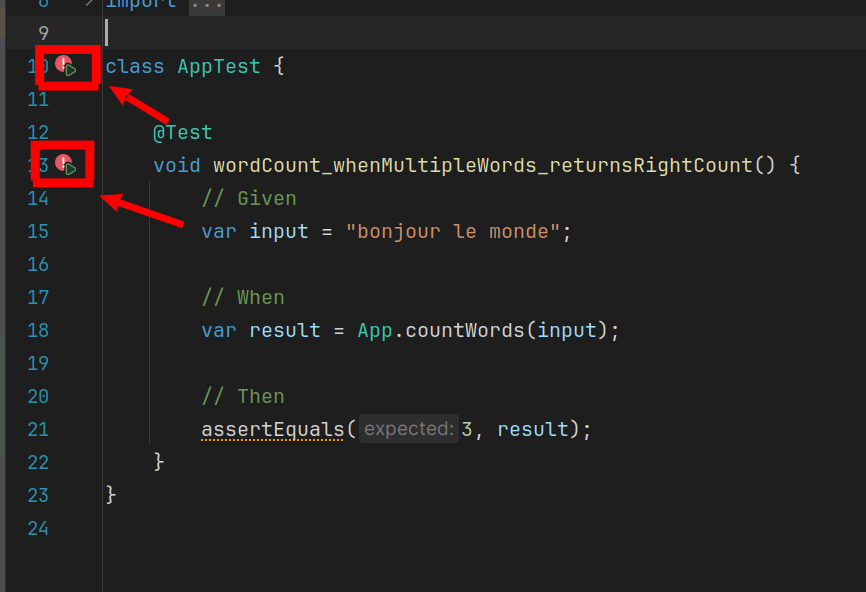 8 import ...
9
10 class AppTest {
11
12 @Test
13 void wordCount_whenMultipleWords_returnsRightCount() {
14 // Given
15 var input = "bonjour le monde";
16
17 // When
18 var result = App.countWords(input);
19
20 // Then
21 assertEquals( expected: 3, result);
22 }
23 }
24